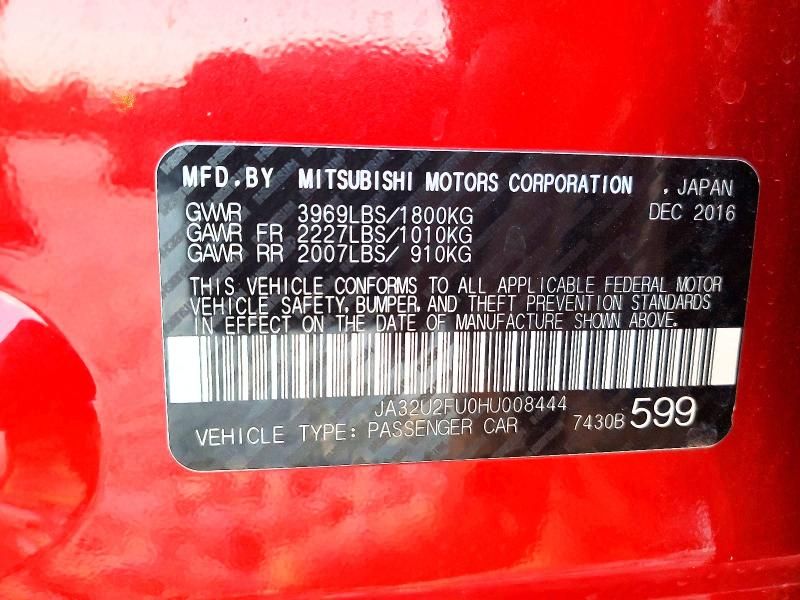 MFD.BY MITSUBISHI MOTORS CORPORATION , JAPAN
GVWR 3969LBS/1800KG DEC 2016
GAWR FR 2227LBS/1010KG
GAWR RR 2007LBS/ 910KG
THIS VEHICLE CONFORMS TO ALL APPLICABLE FEDERAL MOTOR
VEHICLE SAFETY, BUMPER, AND THEFT PREVENTION STANDARDS
IN EFFECT ON THE DATE OF MANUFACTURE SHOWN ABOVE.
JA32U2FU0HU008444
VEHICLE TYPE: PASSENGER CAR 7430B 599